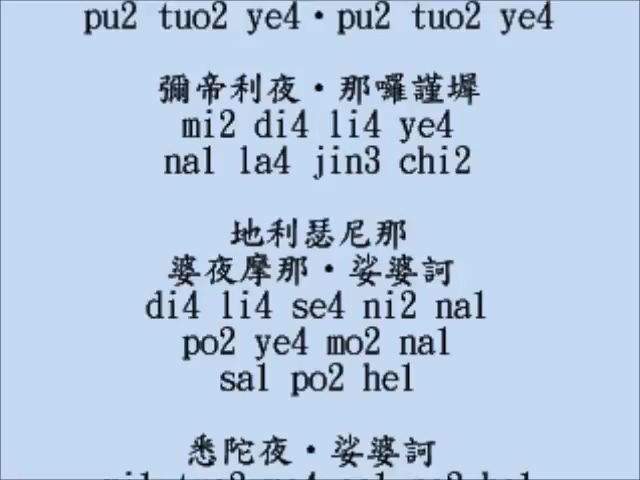 pu2 tuo2 ye4・pu2 tuo2 ye4
彌帝利夜・那囉謹墀
mi2 di4 li4 ye4
na1 la4 jin3 chi2
地利瑟尼那
婆夜摩那・娑婆訶
di4 li4 se4 ni2 na1
po2 ye4 mo2 na1
sa1 po2 he1
悉陀夜・娑婆訶